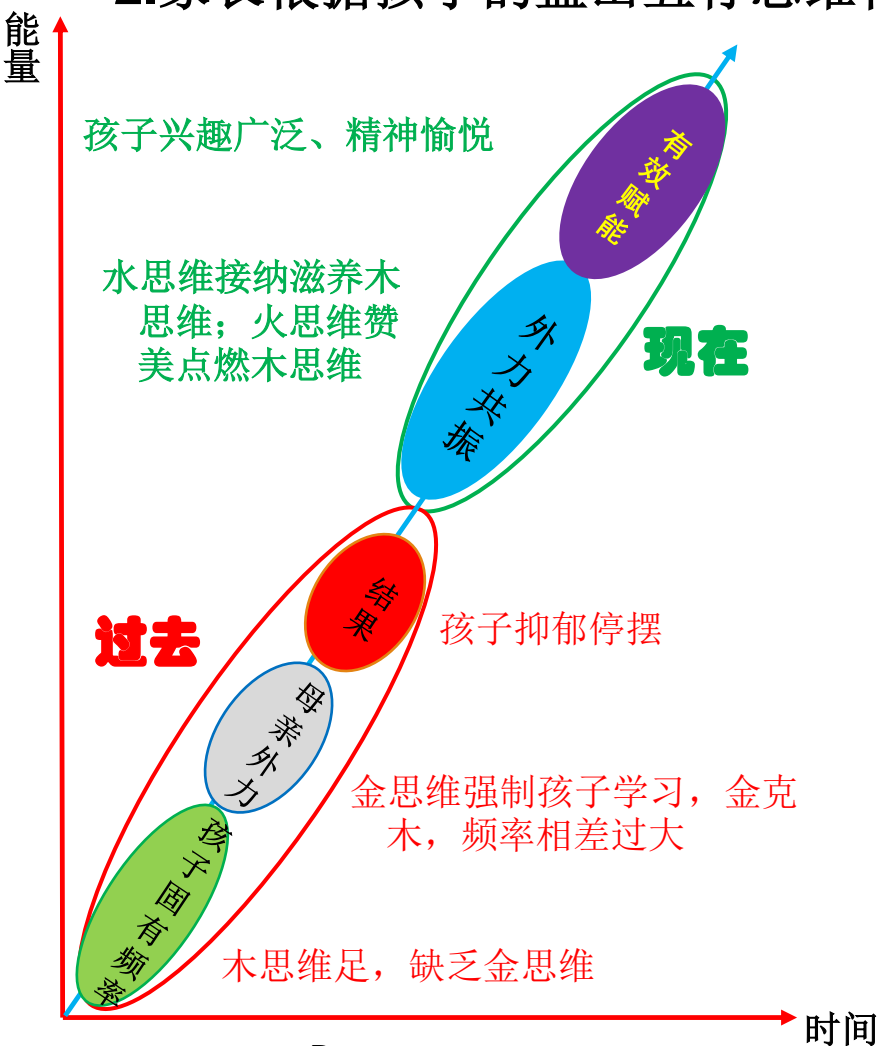 能
量
孩子兴趣广泛、精神愉悦
有效赋能
水思维接纳滋养木
思维；火思维赞
美点燃木思维
外力共振
现在
结果
过去
孩子抑郁停摆
母亲外力
金思维强制孩子学习，金克
木，频率相差过大
孩子固有频率
木思维足，缺乏金思维
时间